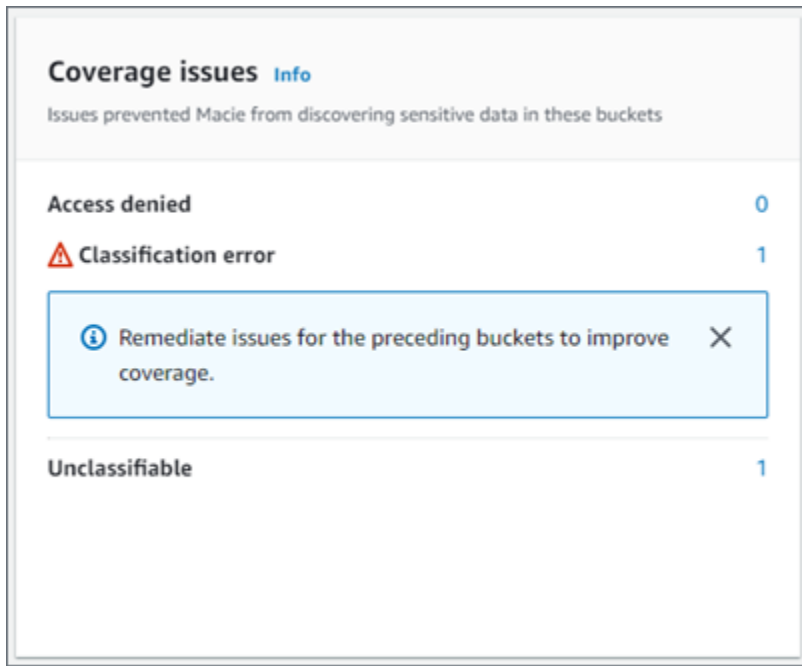 Coverage issues Info
Issues prevented Macie from discovering sensitive data in these buckets
Access denied 0
Classification error 1
Remediate issues for the preceding buckets to improve
coverage.
Unclassifiable 1